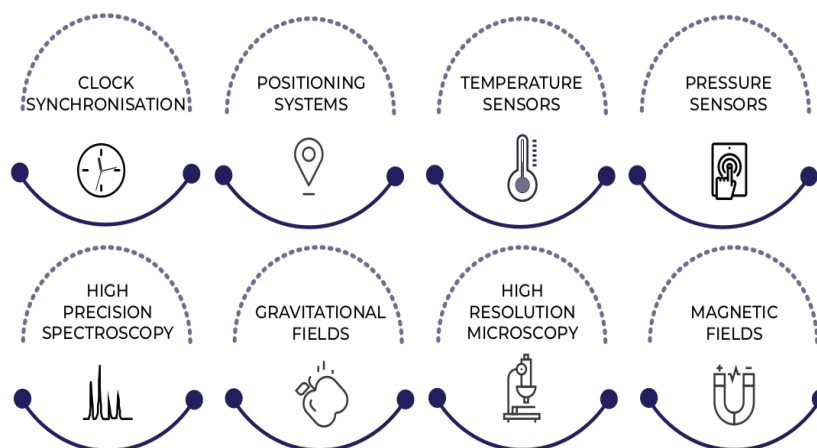 CLOCK
SYNCHRONISATION
POSITIONING
SYSTEMS
TEMPERATURE
SENSORS
PRESSURE
SENSORS
HIGH
PRECISION
SPECTROSCOPY
GRAVITATIONAL
FIELDS
HIGH
RESOLUTION
MICROSCOPY
MAGNETIC
FIELDS